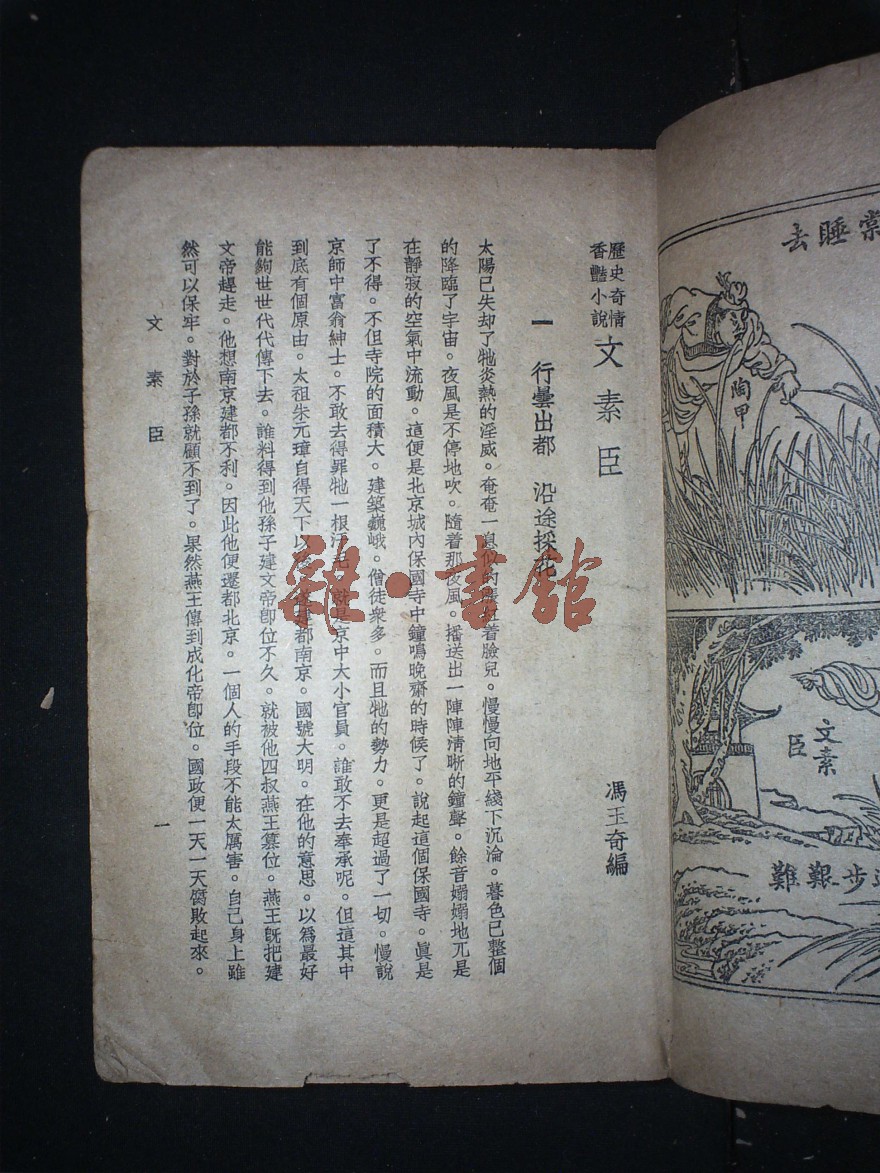 棠睡去
陶甲
文素臣
步艱難
歷史奇情
香艷小說
文素臣
馮玉奇編
一 行曇出都 沿途採
太陽已失却了牠炎熱的淫威。奄奄一息似的着臉兒。慢慢向地平綫下沉淪。暮色已整個
的降臨了宇宙。夜風是不停地吹。隨着那夜風。播送出一陣陣清晰的鐘聲。餘音嫋嫋地兀是
在靜寂的空氣中流動。這便是北京城內保國寺中鐘鳴晚齋的時候了。說起這個保國寺。眞是
了不得。不但寺院的面積大。建築巍峨。僧徒衆多。而且牠的勢力。更是超過了一切。慢說
京師中富翁紳士。不敢去得罪牠一根汗毛。就是京中大小官員。誰敢不去奉承呢。但這其中
到底有個原由。太祖朱元璋自得天下以建都南京。國號大明。在他的意思。以爲最好
能夠世世代代傳下去。誰料得到他孫子建文帝卽位不久。就被他四叔燕王篡位。燕王旣把建
文帝趕走。他想南京建都不利。因此他便遷都北京。一個人的手段不能太厲害。自己身上雖
然可以保牢。對於子孫就顧不到了。果然燕王傳到成化帝卽位。國政便一天一天腐敗起來。
文素臣
一
雜·書館